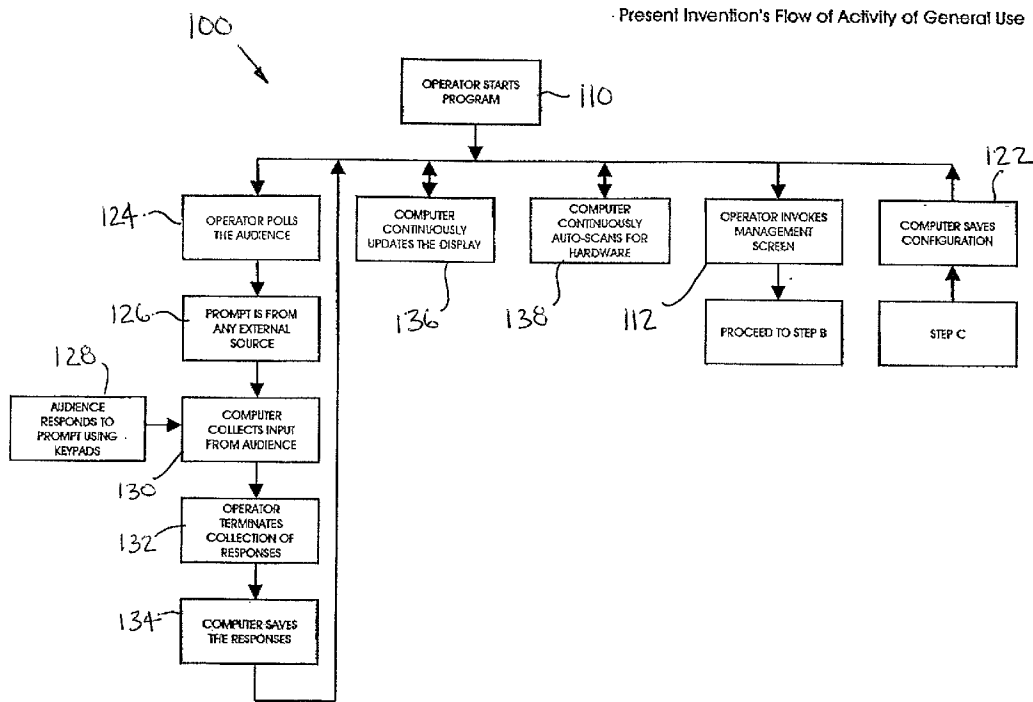 Present Invention's Flow of Activity of General Use
100
OPERATOR STARTS
PROGRAM
110
124
OPERATOR POLLS
THE AUDIENCE
COMPUTER
CONTINUOUSLY
UPDATES THE DISPLAY
136
COMPUTER
CONTINUOUSLY
AUTO-SCANS FOR
HARDWARE
138
OPERATOR INVOKES
MANAGEMENT
SCREEN
112
122
COMPUTER SAVES
CONFIGURATION
126
PROMPT IS FROM
ANY EXTERNAL
SOURCE
PROCEED TO STEP B
STEP C
128
AUDIENCE
RESPONDS TO
PROMPT USING
KEYPADS
COMPUTER
COLLECTS INPUT
FROM AUDIENCE
130
132
OPERATOR
TERMINATES
COLLECTION OF
RESPONSES
134
COMPUTER SAVES
THE RESPONSES